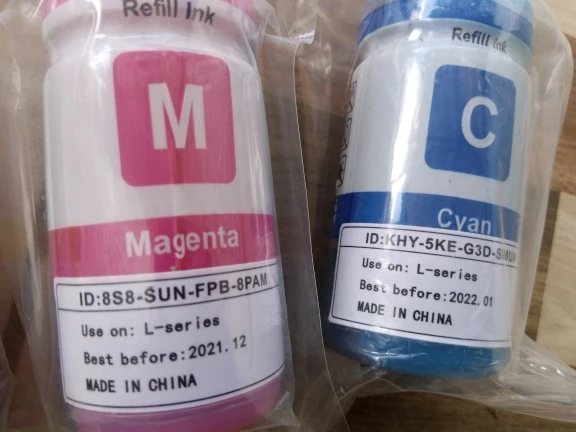 Refill Ink
M
Magenta
ID:8S8-SUN-FPB-8PAM
Use on: L-series
Best before:2021.12
MADE IN CHINA
Refill ink
C
Cyan
Use on: L-series
Best before:2022.01
MADE IN CHINA